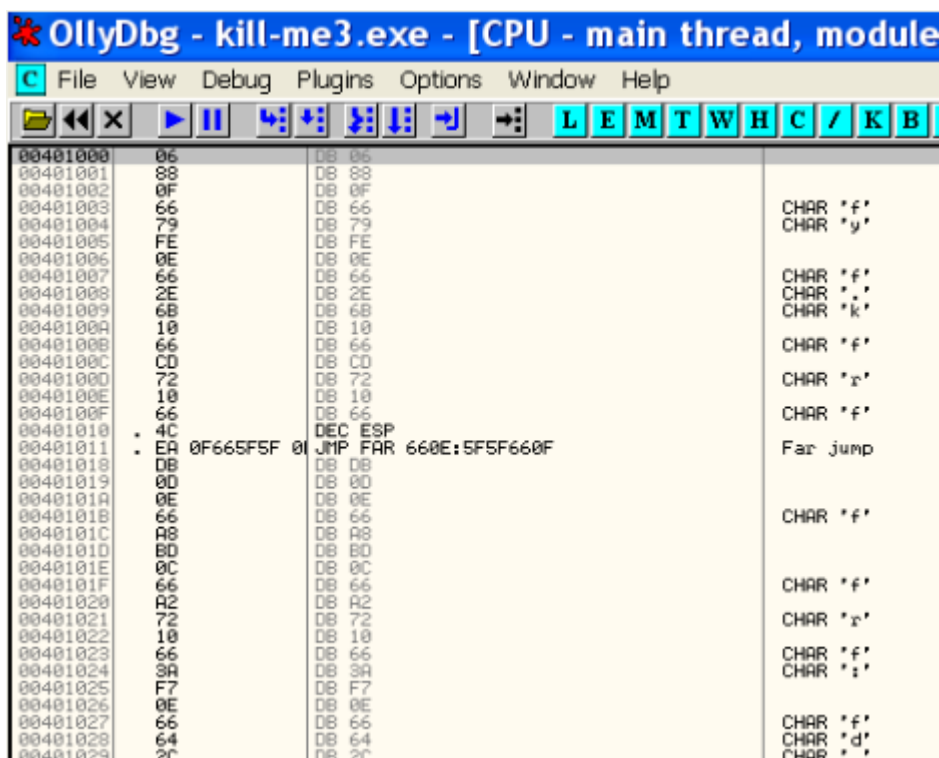 OllyDbg - kill-me3.exe - [CPU - main thread, module
C File View Debug Plugins Options Window Help
L E M T W H C / K B
00401000 06 DB 06
00401001 88 DB 88
00401002 0F DB 0F
00401003 66 DB 66 CHAR 'f'
00401004 79 DB 79 CHAR 'y'
00401005 FE DB FE
00401006 0E DB 0E
00401007 66 DB 66 CHAR 'f'
00401008 2E DB 2E CHAR '.'
00401009 6B DB 6B CHAR 'k'
0040100A 10 DB 10
0040100B 66 DB 66 CHAR 'f'
0040100C CD DB CD
0040100D 72 DB 72 CHAR 'r'
0040100E 10 DB 10
0040100F 66 DB 66 CHAR 'f'
00401010 . 4C DEC ESP
00401011 . EA 0F665F5F 0 JMP FAR 660E:5F5F660F Far jump
00401018 DB DB DB
00401019 0D DB 0D
0040101A 0E DB 0E
0040101B 66 DB 66 CHAR 'f'
0040101C A8 DB A8
0040101D BD DB BD
0040101E 0C DB 0C
0040101F 66 DB 66 CHAR 'f'
00401020 A2 DB A2
00401021 72 DB 72 CHAR 'r'
00401022 10 DB 10
00401023 66 DB 66 CHAR 'f'
00401024 3A DB 3A CHAR ':'
00401025 F7 DB F7
00401026 0E DB 0E
00401027 66 DB 66 CHAR 'f'
00401028 64 DB 64 CHAR 'd'
00401029 2C DB 2C CHAR